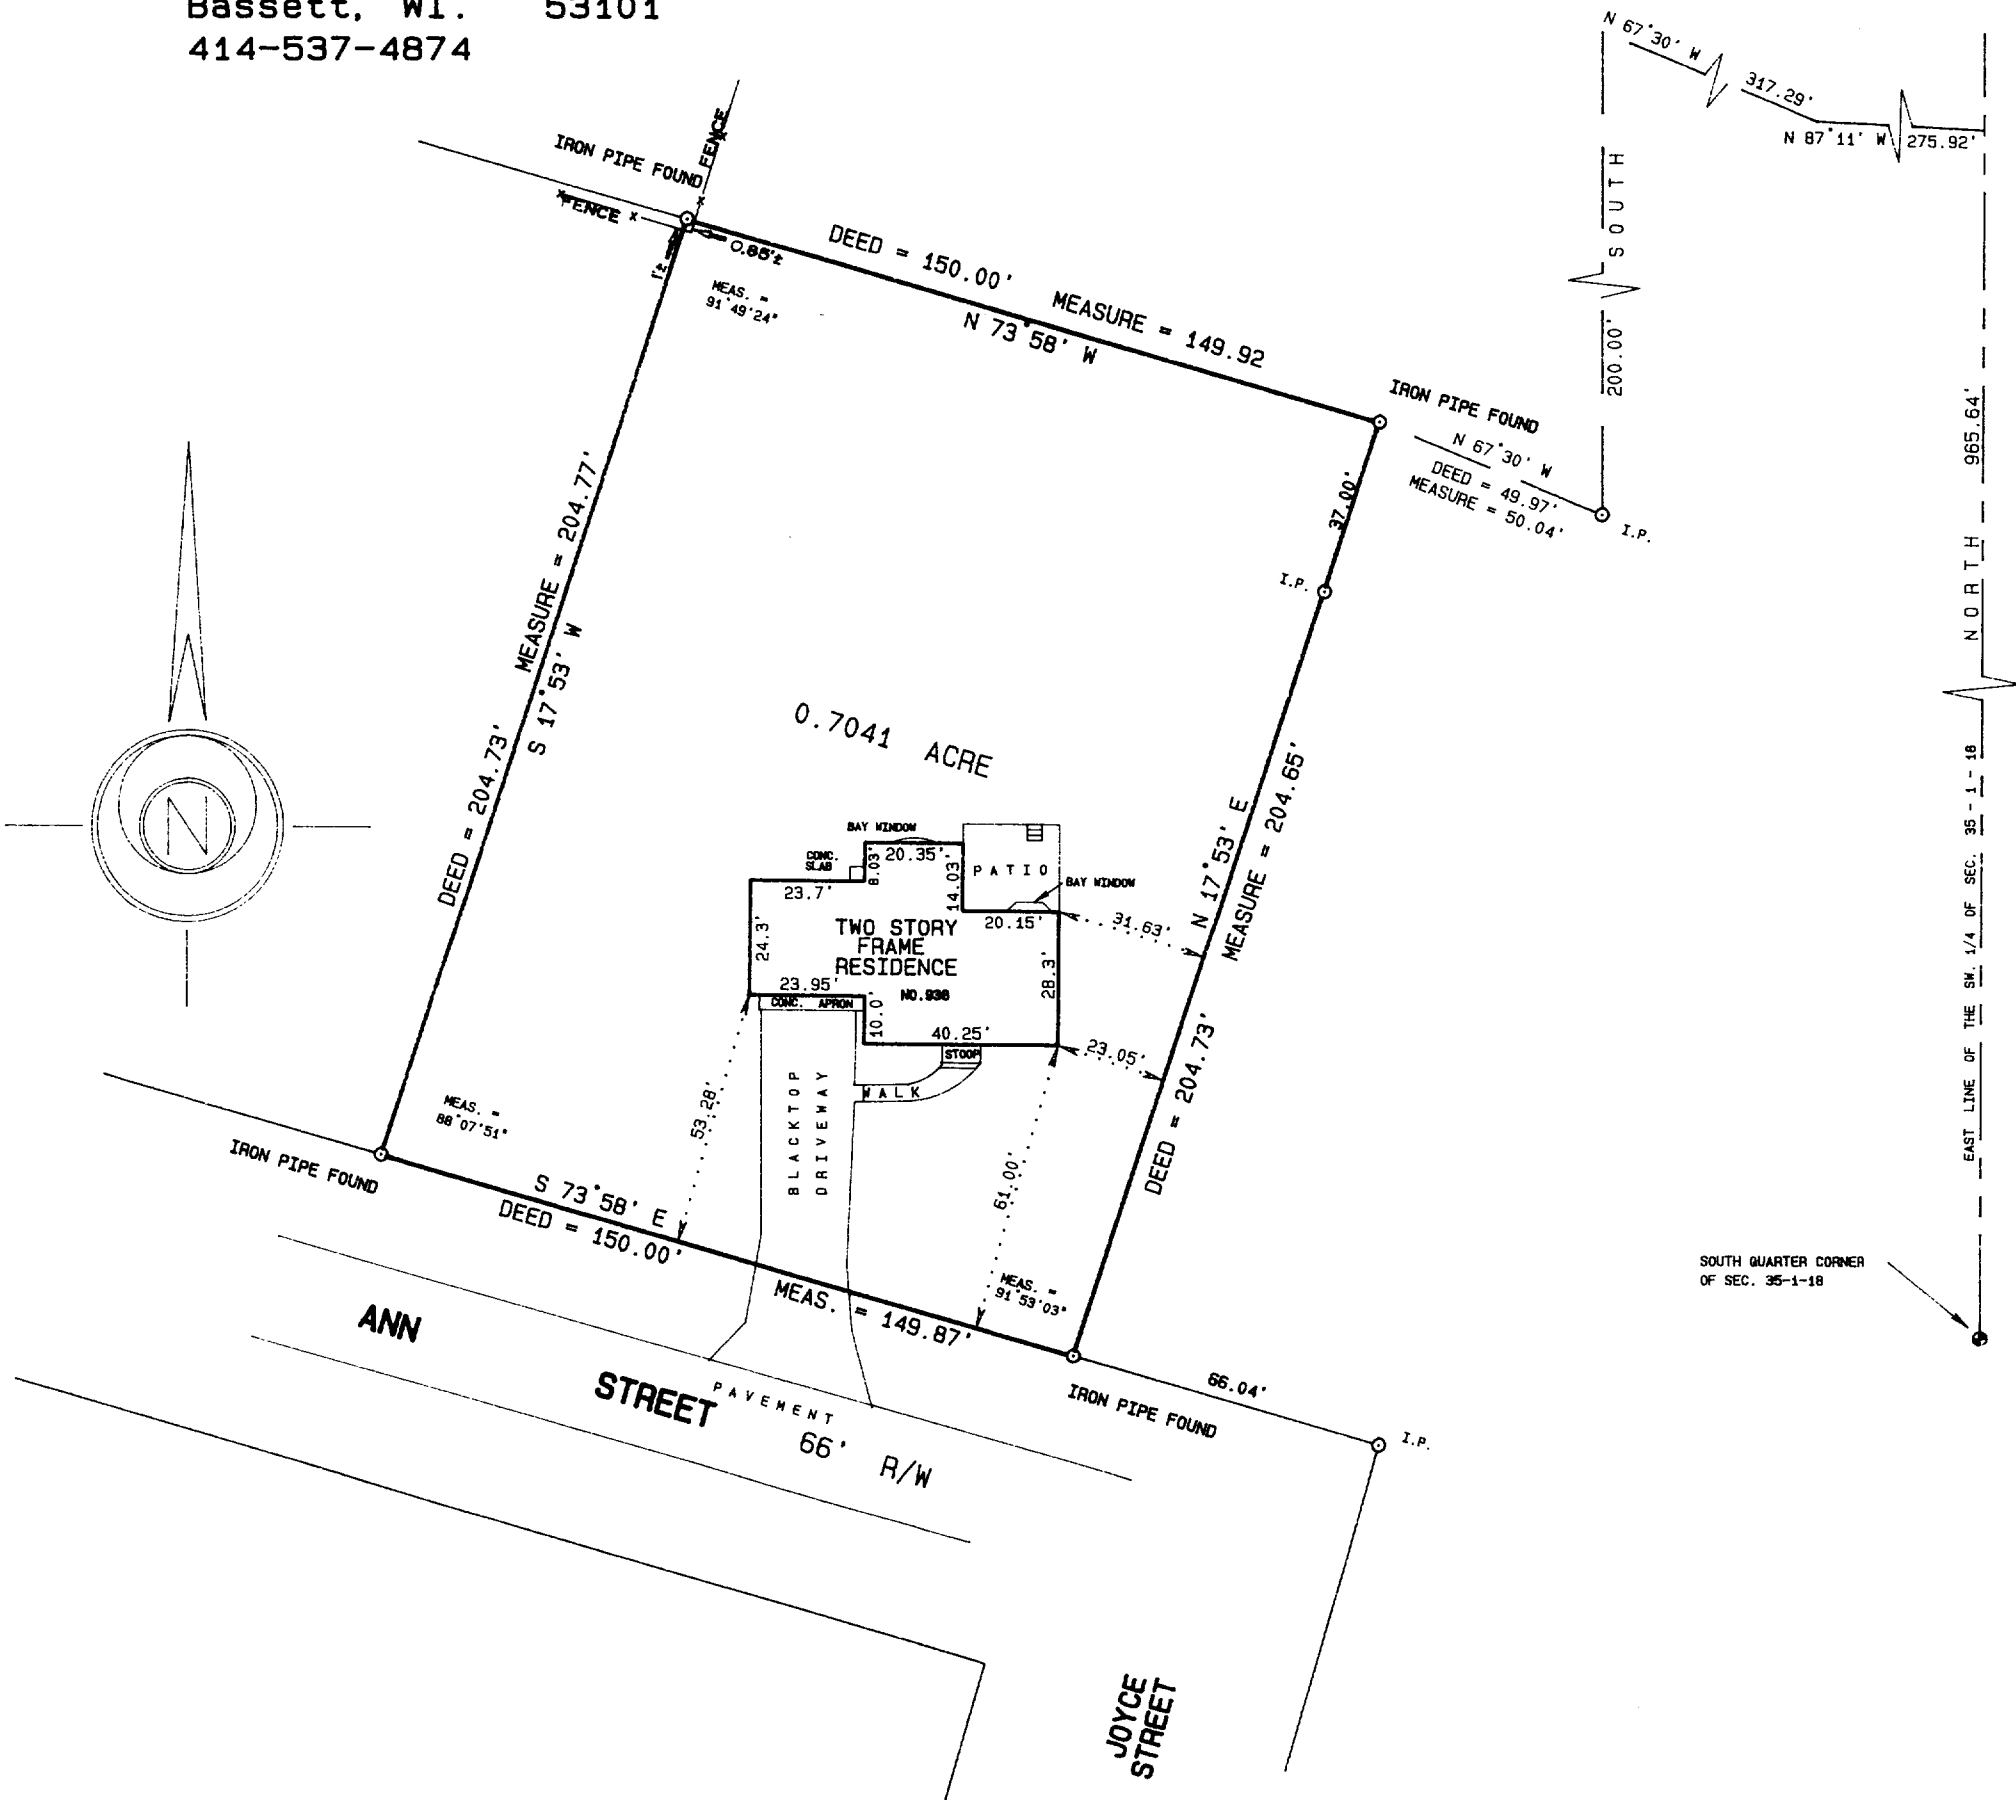 Bassett, WI. 53101
414-537-4874
N 67°30' W
317.29'
N 87°11' W 275.92'
SOUTH
200.00'
NORTH 965.64'
EAST LINE OF THE SW. 1/4 OF SEC. 35-1-18
IRON PIPE FOUND
FENCE
FENCE
0.85'±
1'±
MEAS. =
91°49'24"
DEED = 150.00' MEASURE = 149.92
N 73°58' W
IRON PIPE FOUND
N 67°30' W
DEED = 49.97'
MEASURE = 50.04'
I.P.
37.00'
I.P.
DEED = 204.73' MEASURE = 204.77'
S 17°53' W
N
0.7041 ACRE
N 17°53' E
DEED = 204.73' MEASURE = 204.65'
BAY WINDOW
CONC.
SLAB
8.03'
20.35'
14.03'
PATIO
BAY WINDOW
23.7'
20.15'
31.63'
24.3'
TWO STORY
FRAME
RESIDENCE
NO.936
28.3'
23.95'
CONC. APRON
10.0'
40.25'
STOOP
23.05'
WALK
BLACKTOP
DRIVEWAY
53.28'
61.00'
MEAS. =
88°07'51"
MEAS. =
91°53'03"
IRON PIPE FOUND
S 73°58' E
DEED = 150.00'
MEAS. = 149.87'
SOUTH QUARTER CORNER
OF SEC. 35-1-18
ANN
STREET
PAVEMENT
66' R/W
IRON PIPE FOUND
66.04'
I.P.
JOYCE
STREET